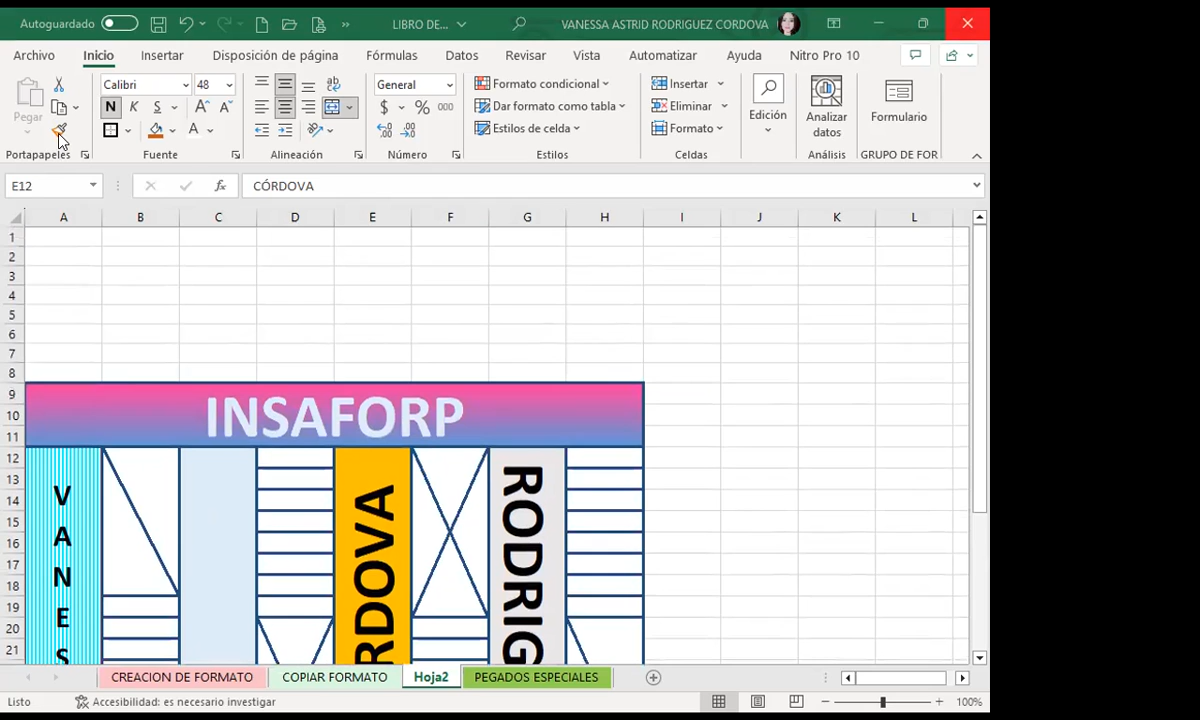 Autoguardado LIBRO DE... VANESSA ASTRID RODRIGUEZ CORDOVA
Archivo Inicio Insertar Disposición de página Fórmulas Datos Revisar Vista Automatizar Ayuda Nitro Pro 10
Pegar Calibri 48 General Formato condicional Insertar Edición Analizar datos Formulario
N K S % 000 Dar formato como tabla Eliminar
A $ Estilos de celda Formato
Portapapeles Fuente Alineación Número Estilos Celdas Análisis GRUPO DE FOR
E12 fx CÓRDOVA
A B C D E F G H I J K L
1
2
3
4
5
6
7
8
9
10
11
INSAFORP
12
13
14
15
16
17
18
19
20
21
V
A
N
E
S
RDOVA
RODRIG
CREACION DE FORMATO COPIAR FORMATO Hoja2 PEGADOS ESPECIALES
Listo Accesibilidad: es necesario investigar 100%